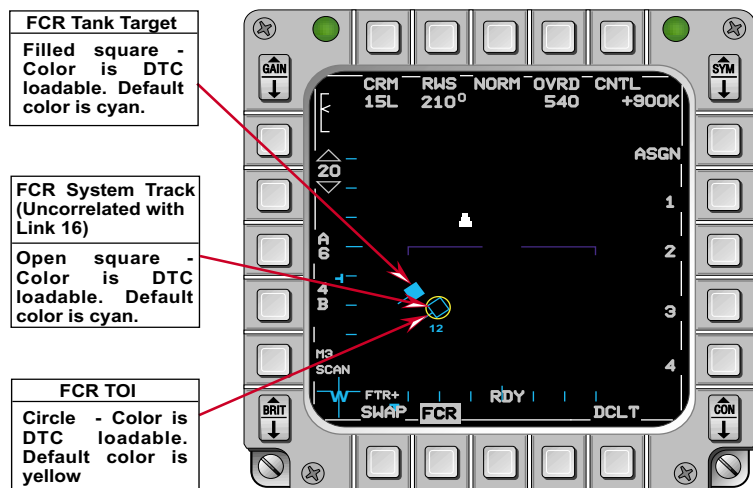 FCR Tank Target
Filled square -
Color is DTC
loadable. Default
color is cyan.
FCR System Track
(Uncorrelated with
Link 16)
Open square -
Color is DTC
loadable. Default
color is cyan.
FCR TOI
Circle - Color is
DTC loadable.
Default color is
yellow
GAIN
SYM
CRM RWS NORM OVRD CNTL
15L 210° 540 +900K
ASGN
20
1
A
6
2
4
B
3
12
M3
SCAN
4
W FTR+ RDY
SWAP FCR DCLT
BRIT
CON